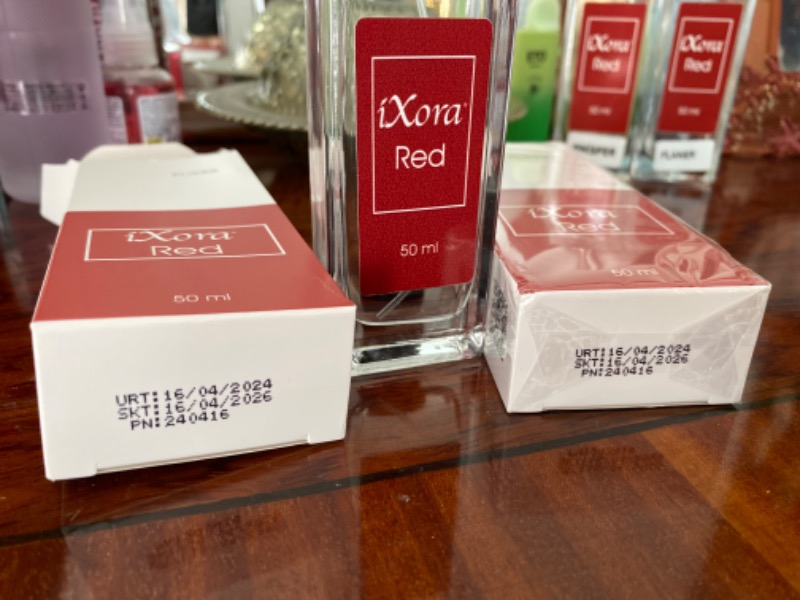 iXora
Red
50 ml
iXora
Red
50 ml
URT:16/04/2024
SKT:16/04/2026
PN:240416
iXora
Red
50 ml
URT:16/04/2024
SKT:16/04/2026
PN:240416
iXora
Red
50 ml
iXora
Red
50 ml
FLANER